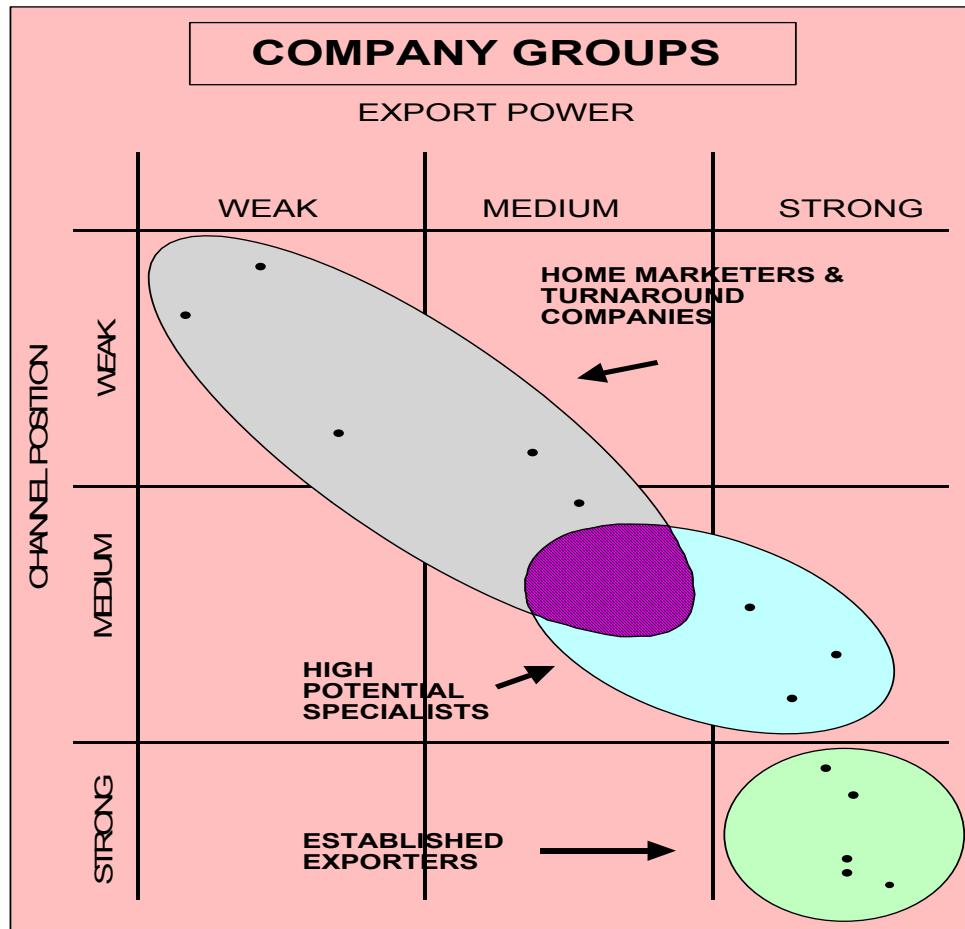 COMPANY GROUPS
EXPORT POWER
WEAK
MEDIUM
STRONG
HOME MARKETERS &
TURNAROUND
COMPANIES
CHANNEL POSITION
WEAK
MEDIUM
STRONG
HIGH
POTENTIAL
SPECIALISTS
ESTABLISHED
EXPORTERS